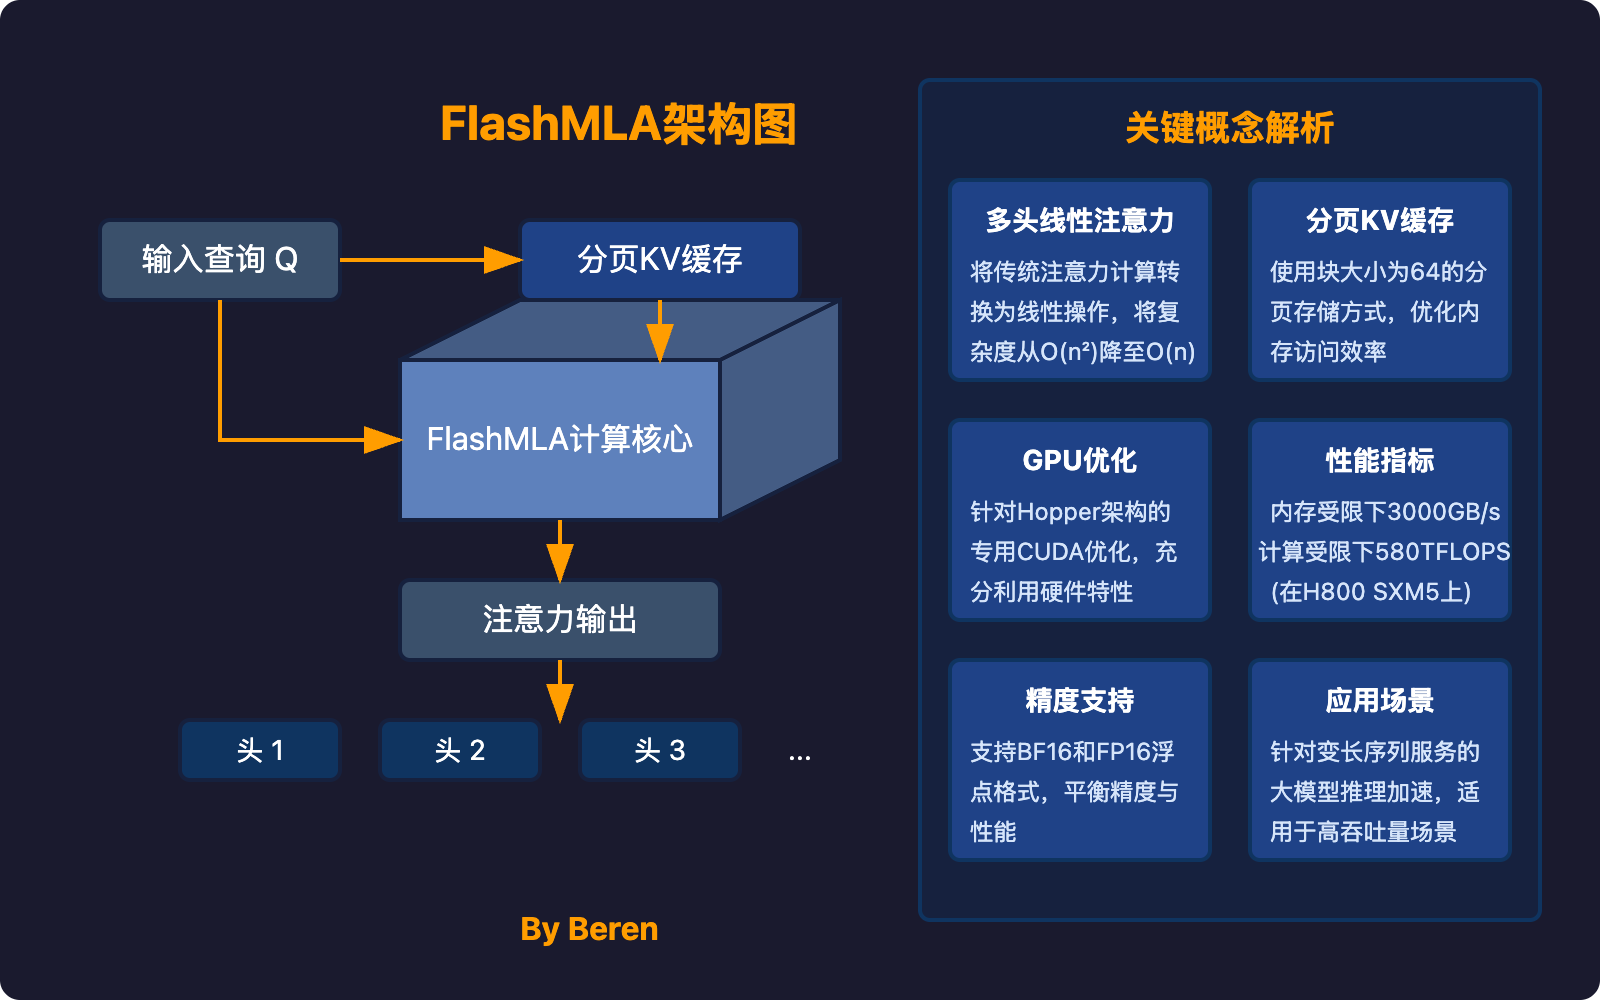 FlashMLA架构图
输入查询 Q
分页KV缓存
FlashMLA计算核心
注意力输出
头 1
头 2
头 3
...
By Beren
关键概念解析
多头线性注意力
将传统注意力计算转
换为线性操作，将复
杂度从O(n²)降至O(n)
分页KV缓存
使用块大小为64的分
页存储方式，优化内
存访问效率
GPU优化
针对Hopper架构的
专用CUDA优化，充
分利用硬件特性
性能指标
内存受限下3000GB/s
计算受限下580TFLOPS
(在H800 SXM5上)
精度支持
支持BF16和FP16浮
点格式，平衡精度与
性能
应用场景
针对变长序列服务的
大模型推理加速，适
用于高吞吐量场景